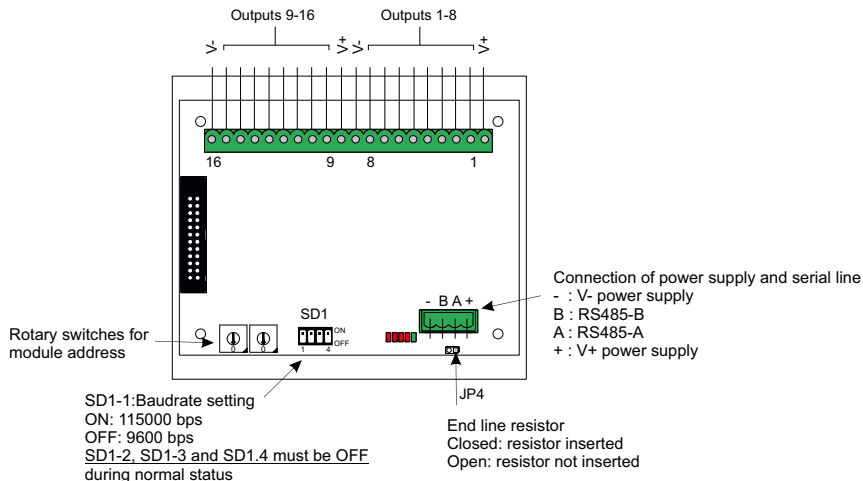 Outputs 9-16
Outputs 1-8
V-
V+
V-
V+
16
9
8
1
- B A +
Connection of power supply and serial line
- : V- power supply
B : RS485-B
A : RS485-A
+ : V+ power supply
SD1
ON
OFF
1
4
0
0
Rotary switches for
module address
JP4
SD1-1:Baudrate setting
ON: 115000 bps
OFF: 9600 bps
SD1-2, SD1-3 and SD1.4 must be OFF
during normal status
End line resistor
Closed: resistor inserted
Open: resistor not inserted